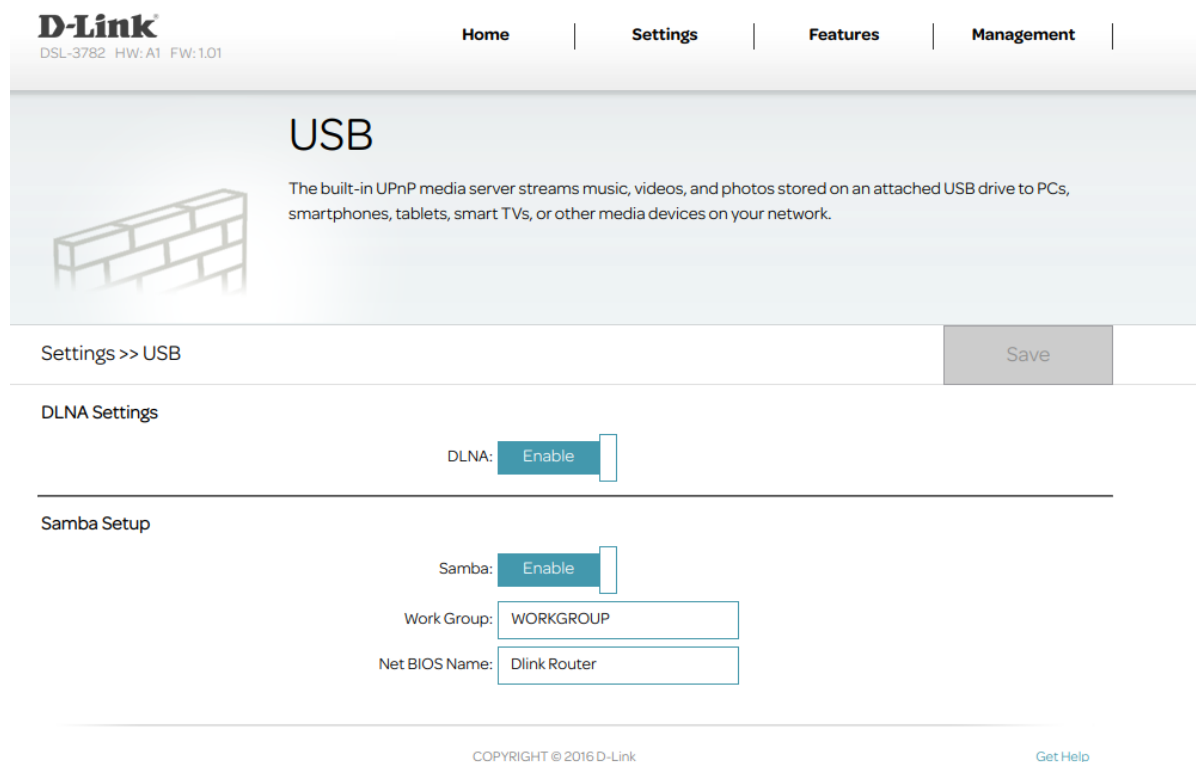 D-Link
DSL-3782 HW: A1 FW: 1.01
Home Settings Features Management
USB
The built-in UPnP media server streams music, videos, and photos stored on an attached USB drive to PCs,
smartphones, tablets, smart TVs, or other media devices on your network.
Settings >> USB
Save
DLNA Settings
DLNA: Enable
Samba Setup
Samba: Enable
Work Group: WORKGROUP
Net BIOS Name: Dlink Router
COPYRIGHT © 2016 D-Link
Get Help